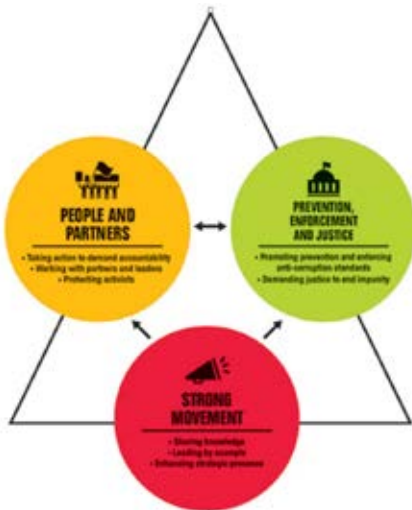 PEOPLE AND
PARTNERS
• Taking action to demand accountability
• Working with partners and leaders
• Protecting activists
PREVENTION,
ENFORCEMENT
AND JUSTICE
• Promoting prevention and enforcing
anti-corruption standards
• Demanding justice to end impunity
STRONG
MOVEMENT
• Sharing knowledge
• Leading by example
• Enhancing strategic presence